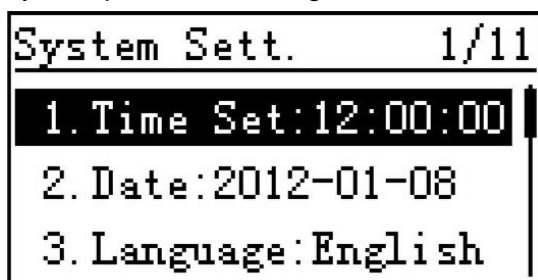 System Sett. 1/11
1.Time Set:12:00:00
2.Date:2012-01-08
3.Language:English